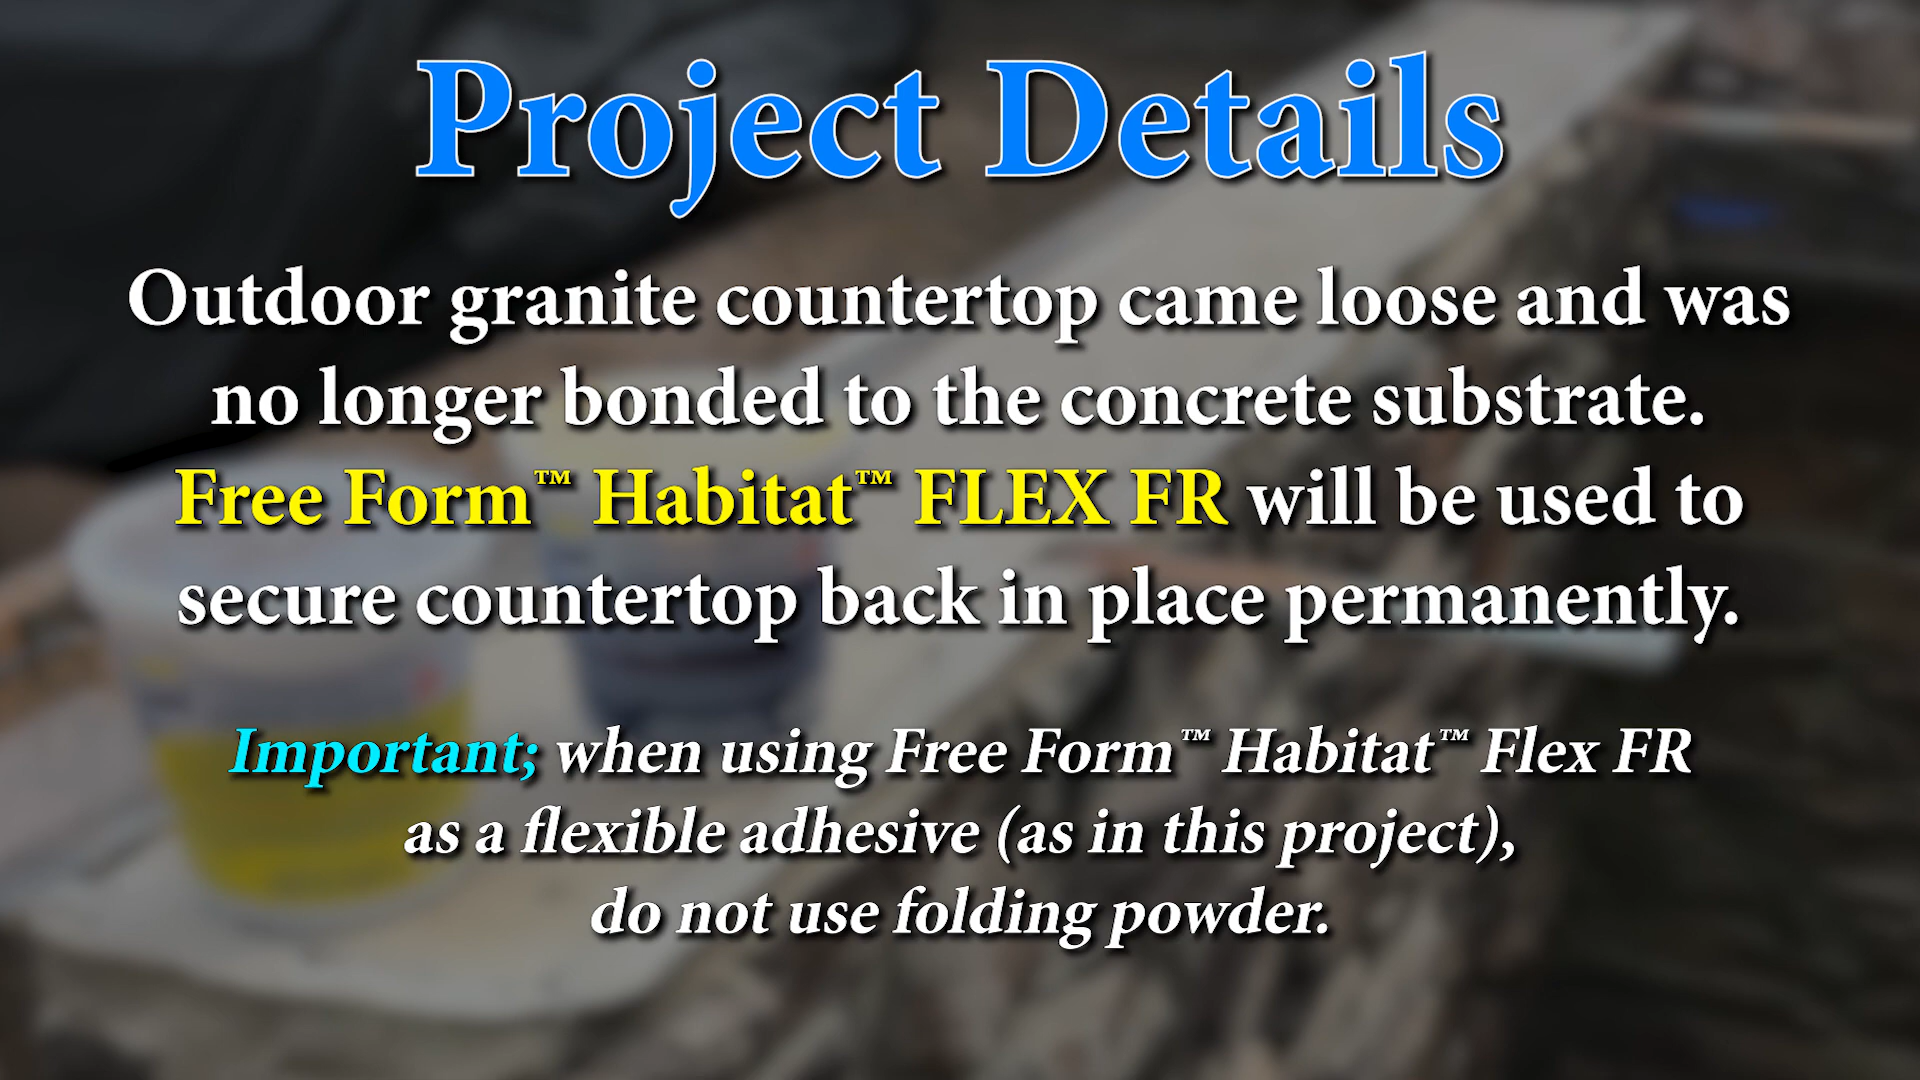 Project Details
Outdoor granite countertop came loose and was
no longer bonded to the concrete substrate.
Free Form™ Habitat™ FLEX FR will be used to
secure countertop back in place permanently.
Important; when using Free Form™ Habitat™ Flex FR
as a flexible adhesive (as in this project),
do not use folding powder.